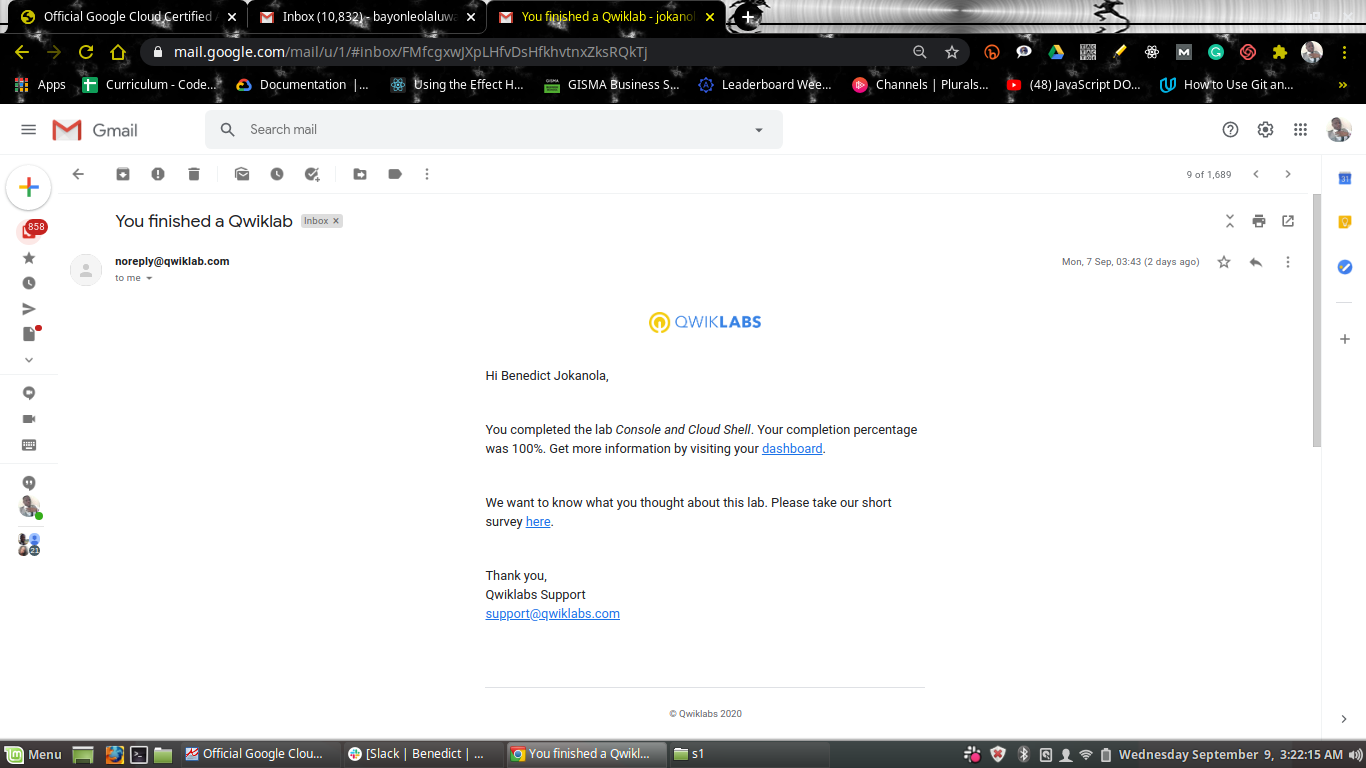 Official Google Cloud Certified
Inbox (10,832) - bayonleolaluwa
You finished a Qwiklab - jokanol
mail.google.com/mail/u/1/#inbox/FMfcgxwJXpLHfvDsHfkhvtnxZksRQkTj
Apps
Curriculum - Code...
Documentation |...
Using the Effect H...
GISMA Business S...
Leaderboard Wee...
Channels | Plurals...
(48) JavaScript DO...
How to Use Git an...
»
Gmail
Search mail
9 of 1,689
You finished a Qwiklab
Inbox x
858
noreply@qwiklab.com
Mon, 7 Sep, 03:43 (2 days ago)
to me
QWIKLABS
Hi Benedict Jokanola,
You completed the lab Console and Cloud Shell. Your completion percentage
was 100%. Get more information by visiting your dashboard.
We want to know what you thought about this lab. Please take our short
survey here.
21
Thank you,
Qwiklabs Support
support@qwiklabs.com
© Qwiklabs 2020
Menu
Official Google Clou...
[Slack | Benedict | ...
You finished a Qwikl...
s1
Wednesday September 9, 3:22:15 AM